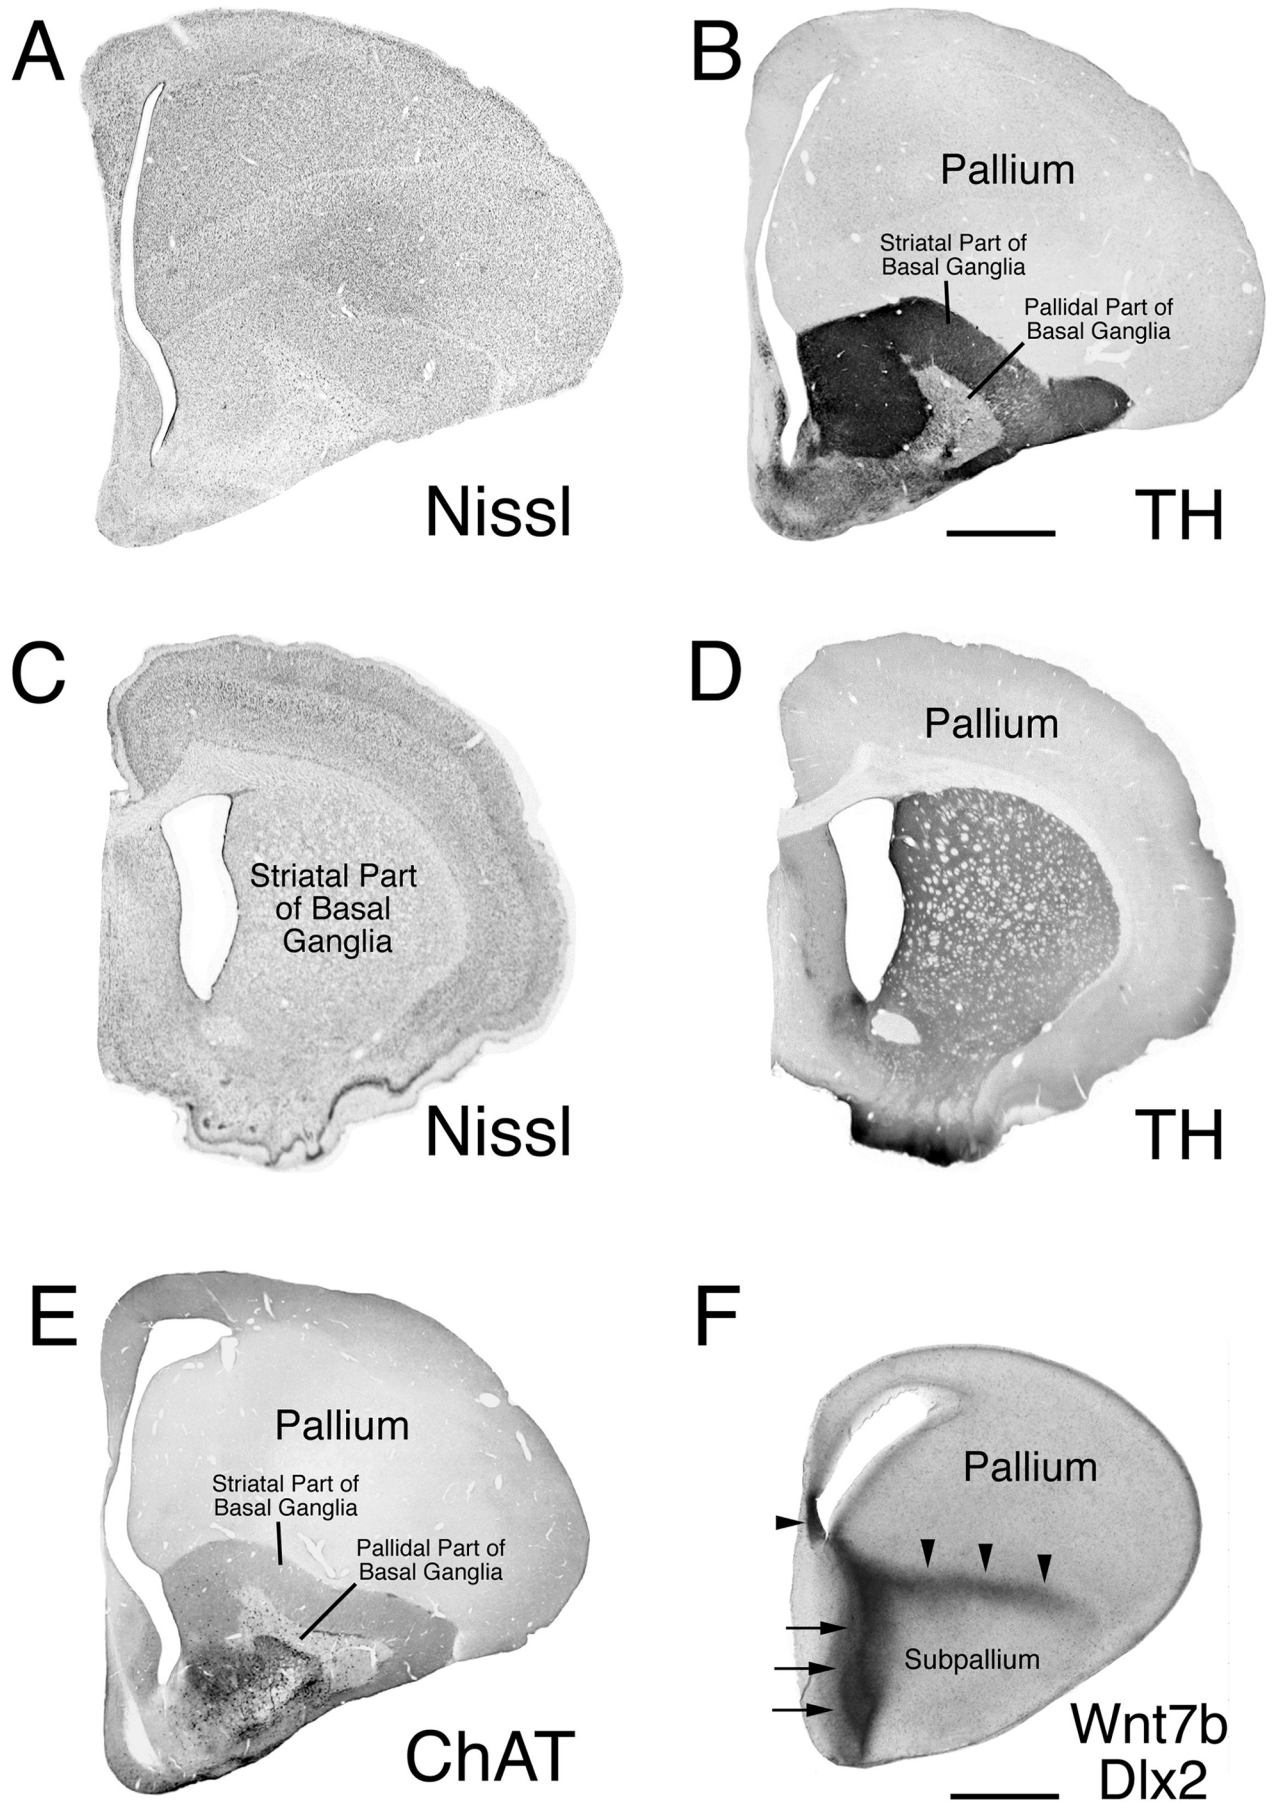 A
Nissl
B
Pallium
Striatal Part of
Basal Ganglia
Pallidal Part of
Basal Ganglia
TH
C
Striatal Part
of Basal
Ganglia
Nissl
D
Pallium
TH
E
Pallium
Striatal Part of
Basal Ganglia
Pallidal Part of
Basal Ganglia
ChAT
F
Pallium
Subpallium
Wnt7b
Dlx2